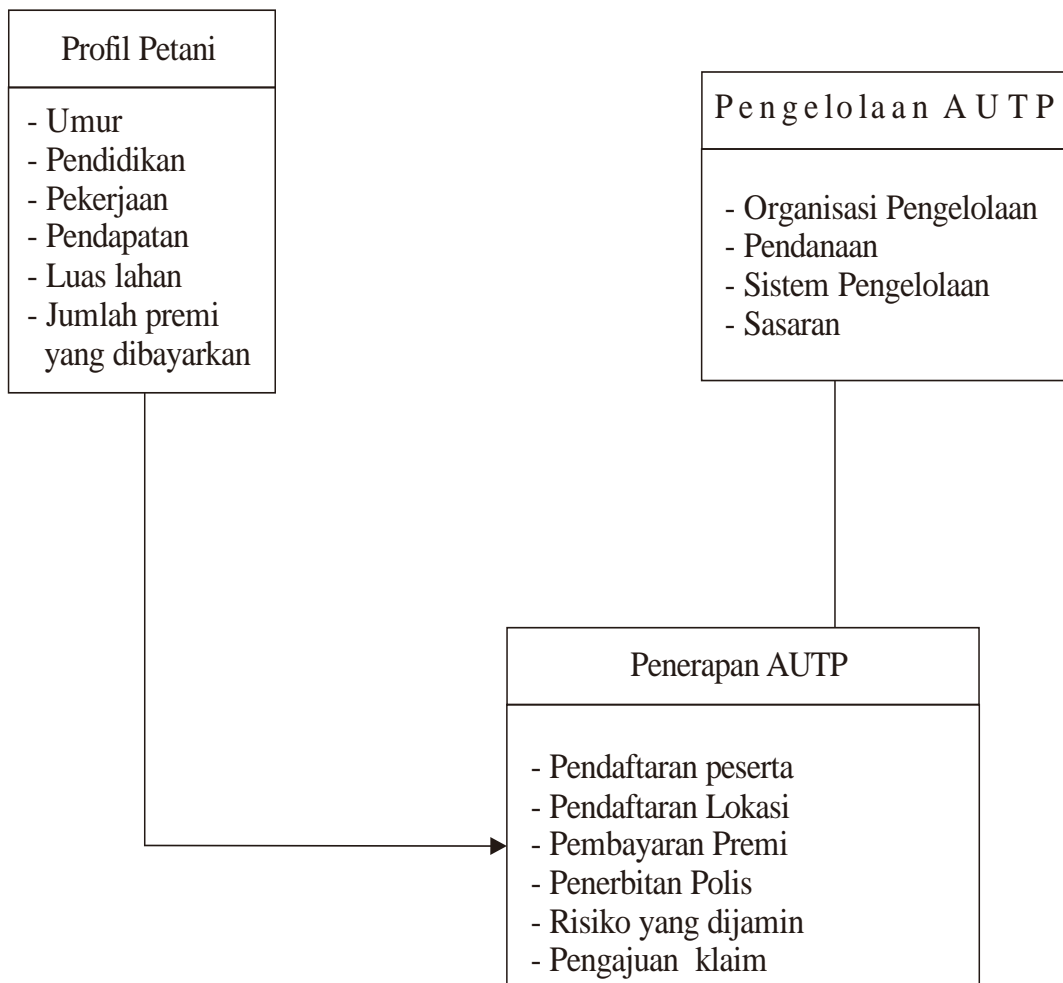 Profil Petani
- Umur
- Pendidikan
- Pekerjaan
- Pendapatan
- Luas lahan
- Jumlah premi
yang dibayarkan
Pengelolaan AUTP
- Organisasi Pengelolaan
- Pendanaan
- Sistem Pengelolaan
- Sasaran
Penerapan AUTP
- Pendaftaran peserta
- Pendaftaran Lokasi
- Pembayaran Premi
- Penerbitan Polis
- Risiko yang dijamin
- Pengajuan klaim